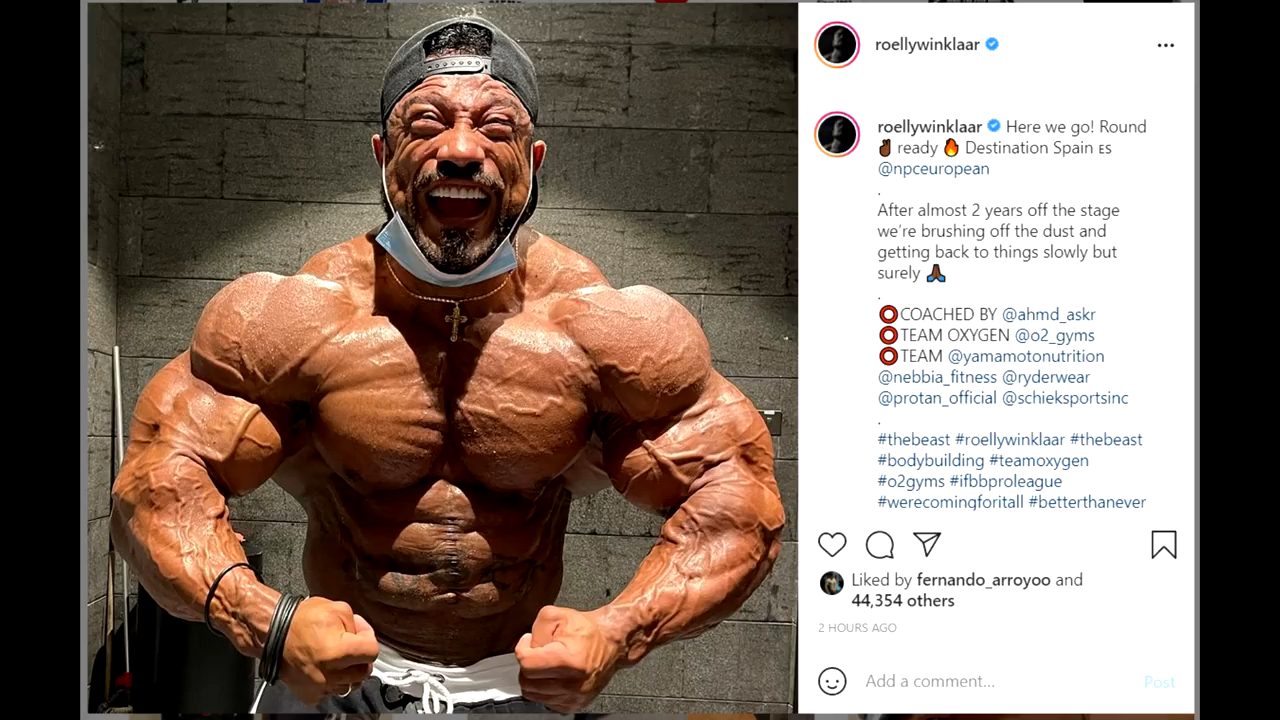 roellywinklaar
roellywinklaar Here we go! Round
✌🏿 ready 🔥 Destination Spain ᴇs
@npceuropean
.
After almost 2 years off the stage
we're brushing off the dust and
getting back to things slowly but
surely 🙏🏿
.
⭕COACHED BY @ahmd_askr
⭕TEAM OXYGEN @o2_gyms
⭕TEAM @yamamotonutrition
@nebbia_fitness @ryderwear
@protan_official @schieksportsinc
.
#thebeast #roellywinklaar #thebeast
#bodybuilding #teamoxygen
#o2gyms #ifbbproleague
#werecomingforitall #betterthanever
Liked by fernando_arroyoo and
44,354 others
2 HOURS AGO
Add a comment... Post